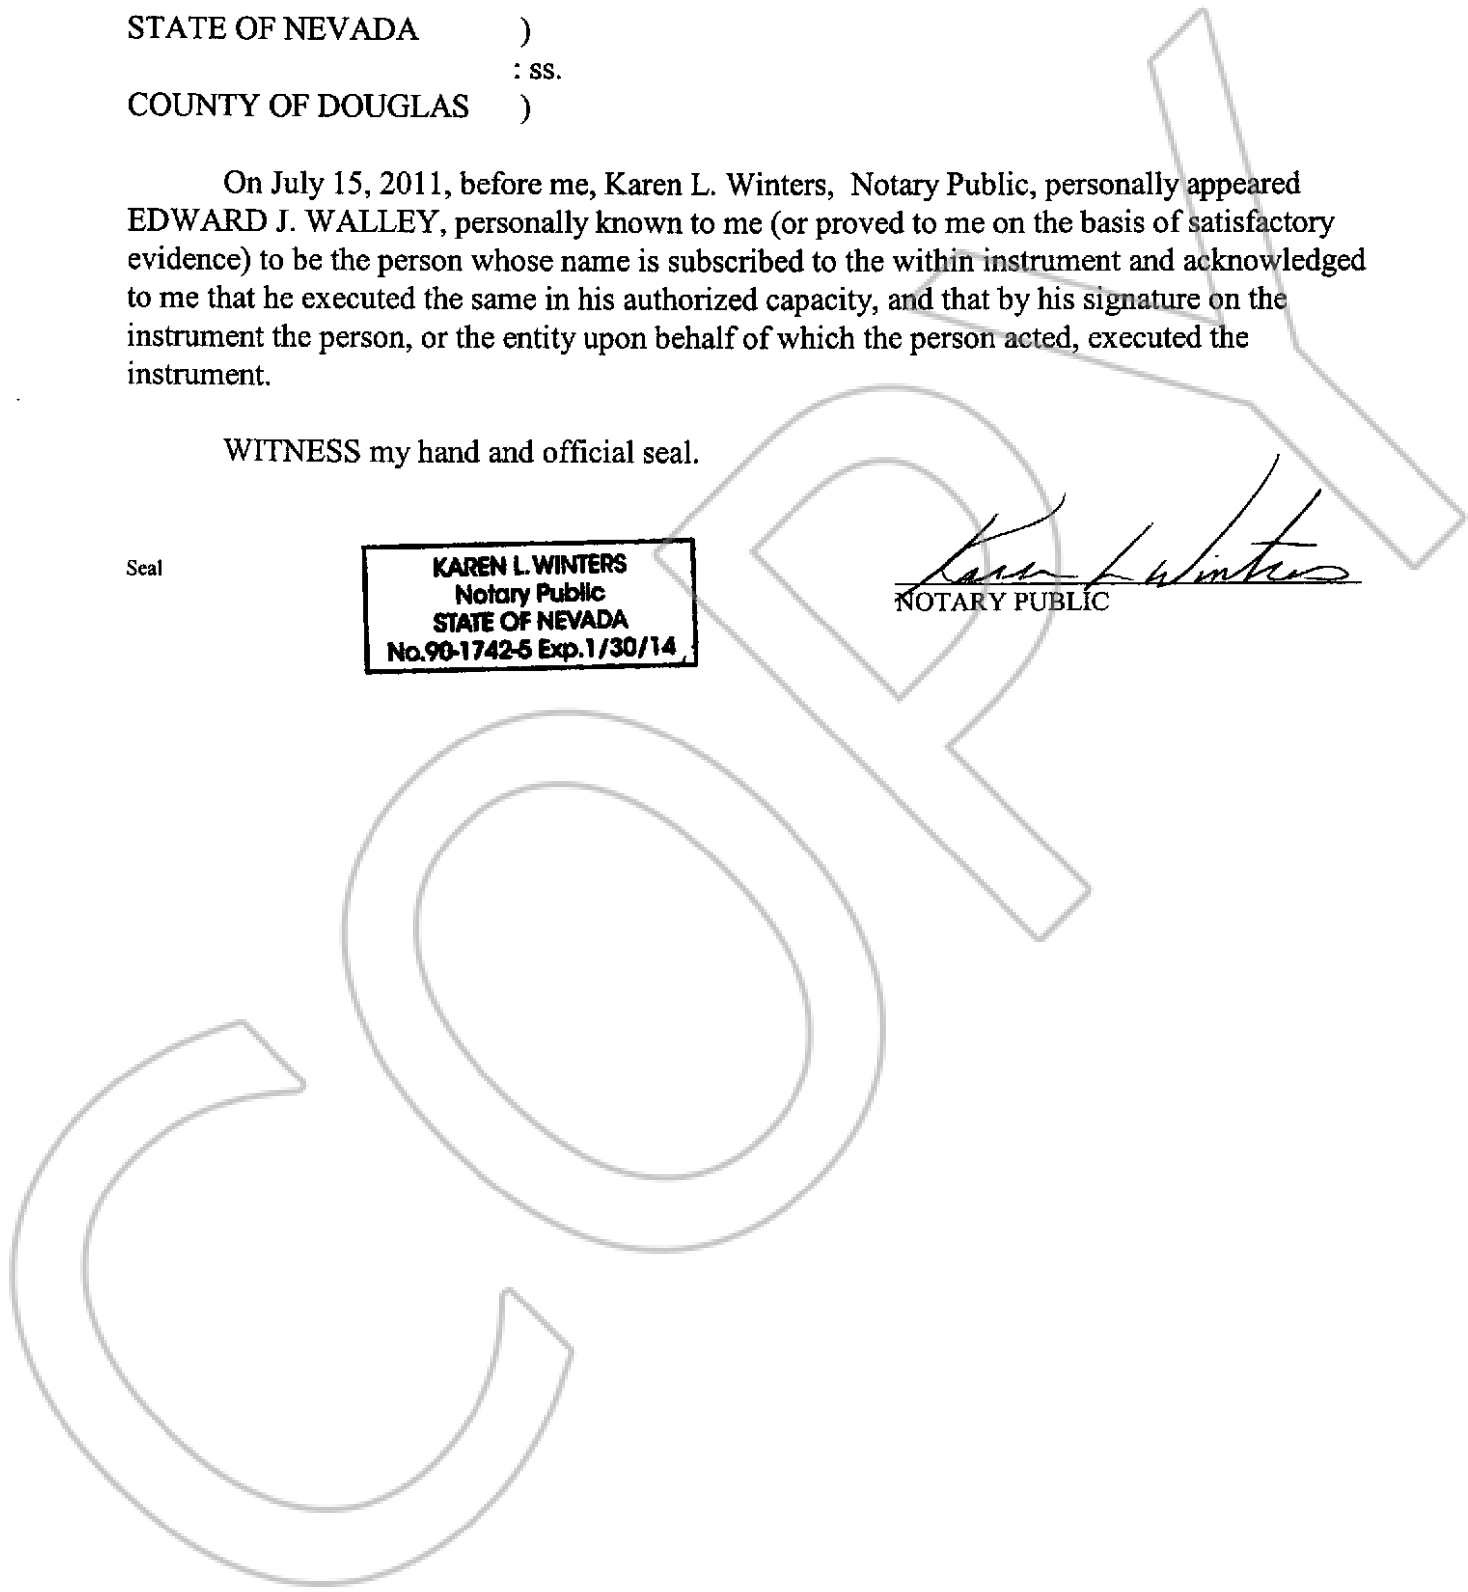 STATE OF NEVADA )
: ss.
COUNTY OF DOUGLAS )
On July 15, 2011, before me, Karen L. Winters, Notary Public, personally appeared
EDWARD J. WALLEY, personally known to me (or proved to me on the basis of satisfactory
evidence) to be the person whose name is subscribed to the within instrument and acknowledged
to me that he executed the same in his authorized capacity, and that by his signature on the
instrument the person, or the entity upon behalf of which the person acted, executed the
instrument.
WITNESS my hand and official seal.
Seal
KAREN L. WINTERS
Notary Public
STATE OF NEVADA
No.90-1742-5 Exp.1/30/14
Karen L Winters
NOTARY PUBLIC
COPY